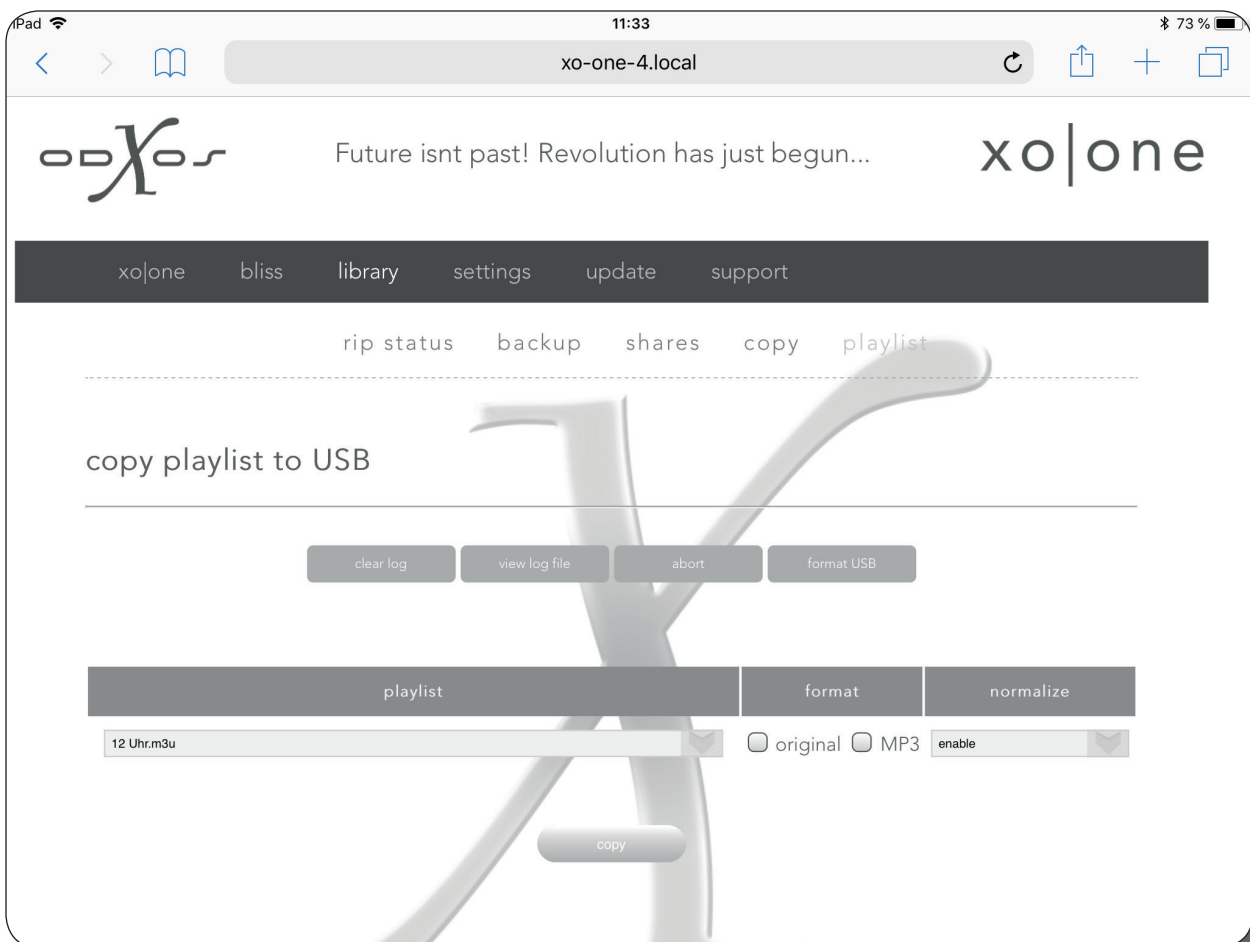 iPad 11:33 73 %
xo-one-4.local
odXos Future isnt past! Revolution has just begun... xo|one
xo|one bliss library settings update support
rip status backup shares copy playlist
copy playlist to USB
clear log view log file abort format USB
playlist format normalize
12 Uhr.m3u original MP3 enable
copy